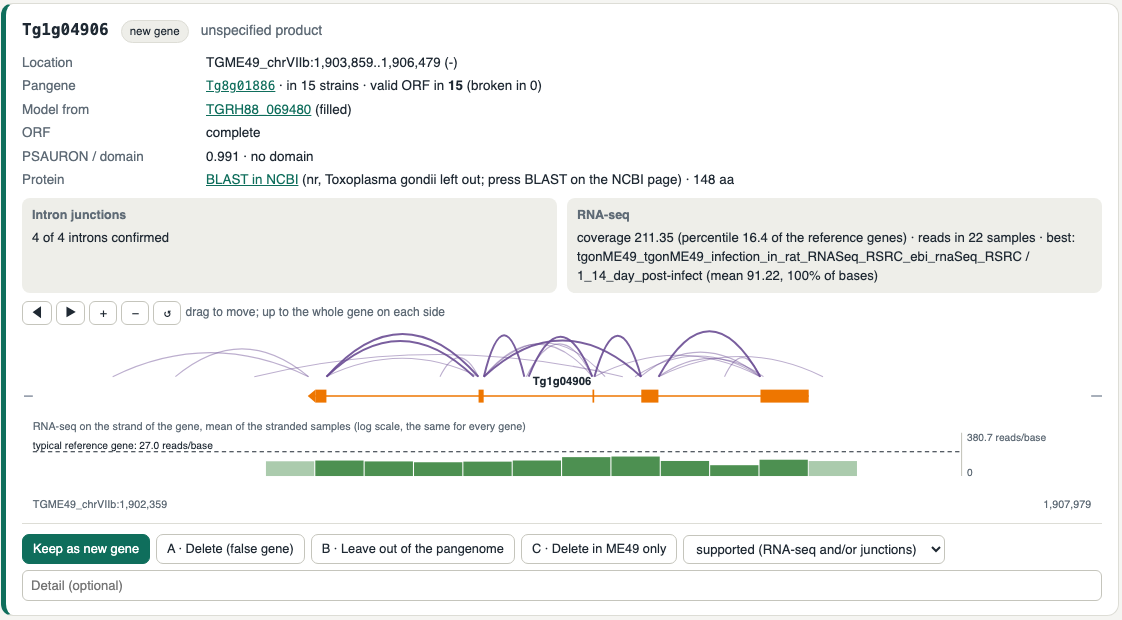 Tg1g04906 new gene unspecified product
Location TGME49_chrVIIb:1,903,859..1,906,479 (-)
Pangene Tg8g01886 · in 15 strains · valid ORF in 15 (broken in 0)
Model from TGRH88_069480 (filled)
ORF complete
PSAURON / domain 0.991 · no domain
Protein BLAST in NCBI (nr, Toxoplasma gondii left out; press BLAST on the NCBI page) · 148 aa
Intron junctions
4 of 4 introns confirmed
RNA-seq
coverage 211.35 (percentile 16.4 of the reference genes) · reads in 22 samples · best:
tgonME49_tgonME49_infection_in_rat_RNASeq_RSRC_ebi_rnaSeq_RSRC /
1_14_day_post-infect (mean 91.22, 100% of bases)
◀ ▶ + − ↺ drag to move; up to the whole gene on each side
Tg1g04906
RNA-seq on the strand of the gene, mean of the stranded samples (log scale, the same for every gene)
380.7 reads/base
typical reference gene: 27.0 reads/base
0
TGME49_chrVIIb:1,902,359 1,907,979
Keep as new gene A · Delete (false gene) B · Leave out of the pangenome C · Delete in ME49 only supported (RNA-seq and/or junctions)
Detail (optional)